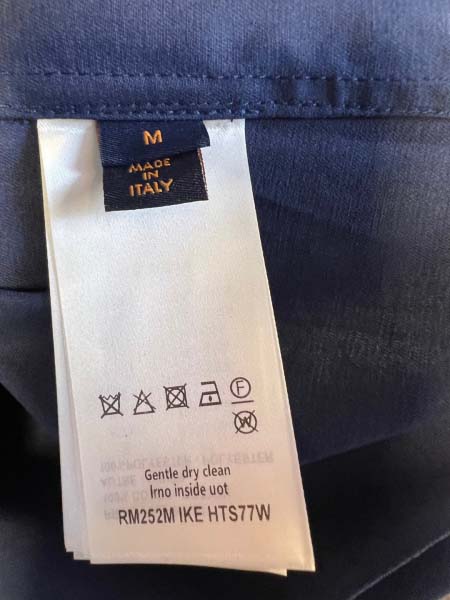 M
MADE
IN
ITALY
F
W
Gentle dry clean
Irno inside uot
RM252M IKE HTS77W